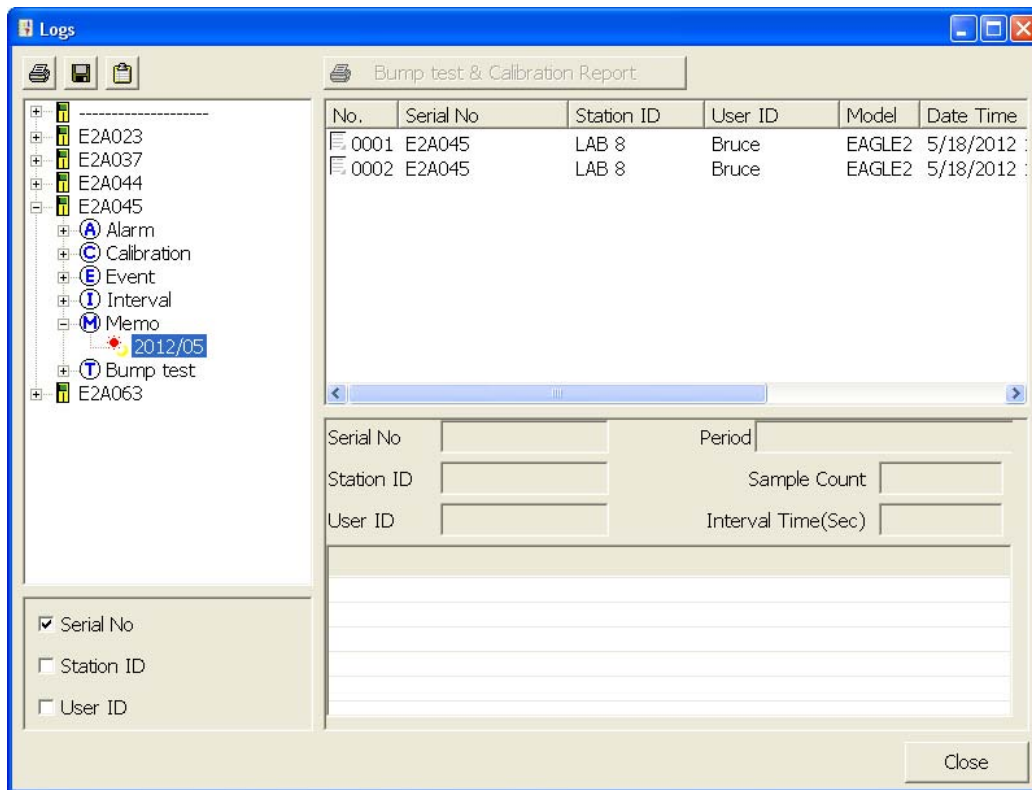 Logs
Bump test & Calibration Report
--------------------
E2A023
E2A037
E2A044
E2A045
A Alarm
C Calibration
E Event
I Interval
M Memo
2012/05
T Bump test
E2A063
Serial No
Station ID
User ID
No. Serial No Station ID User ID Model Date Time
0001 E2A045 LAB 8 Bruce EAGLE2 5/18/2012
0002 E2A045 LAB 8 Bruce EAGLE2 5/18/2012
Serial No Period
Station ID Sample Count
User ID Interval Time(Sec)
Close